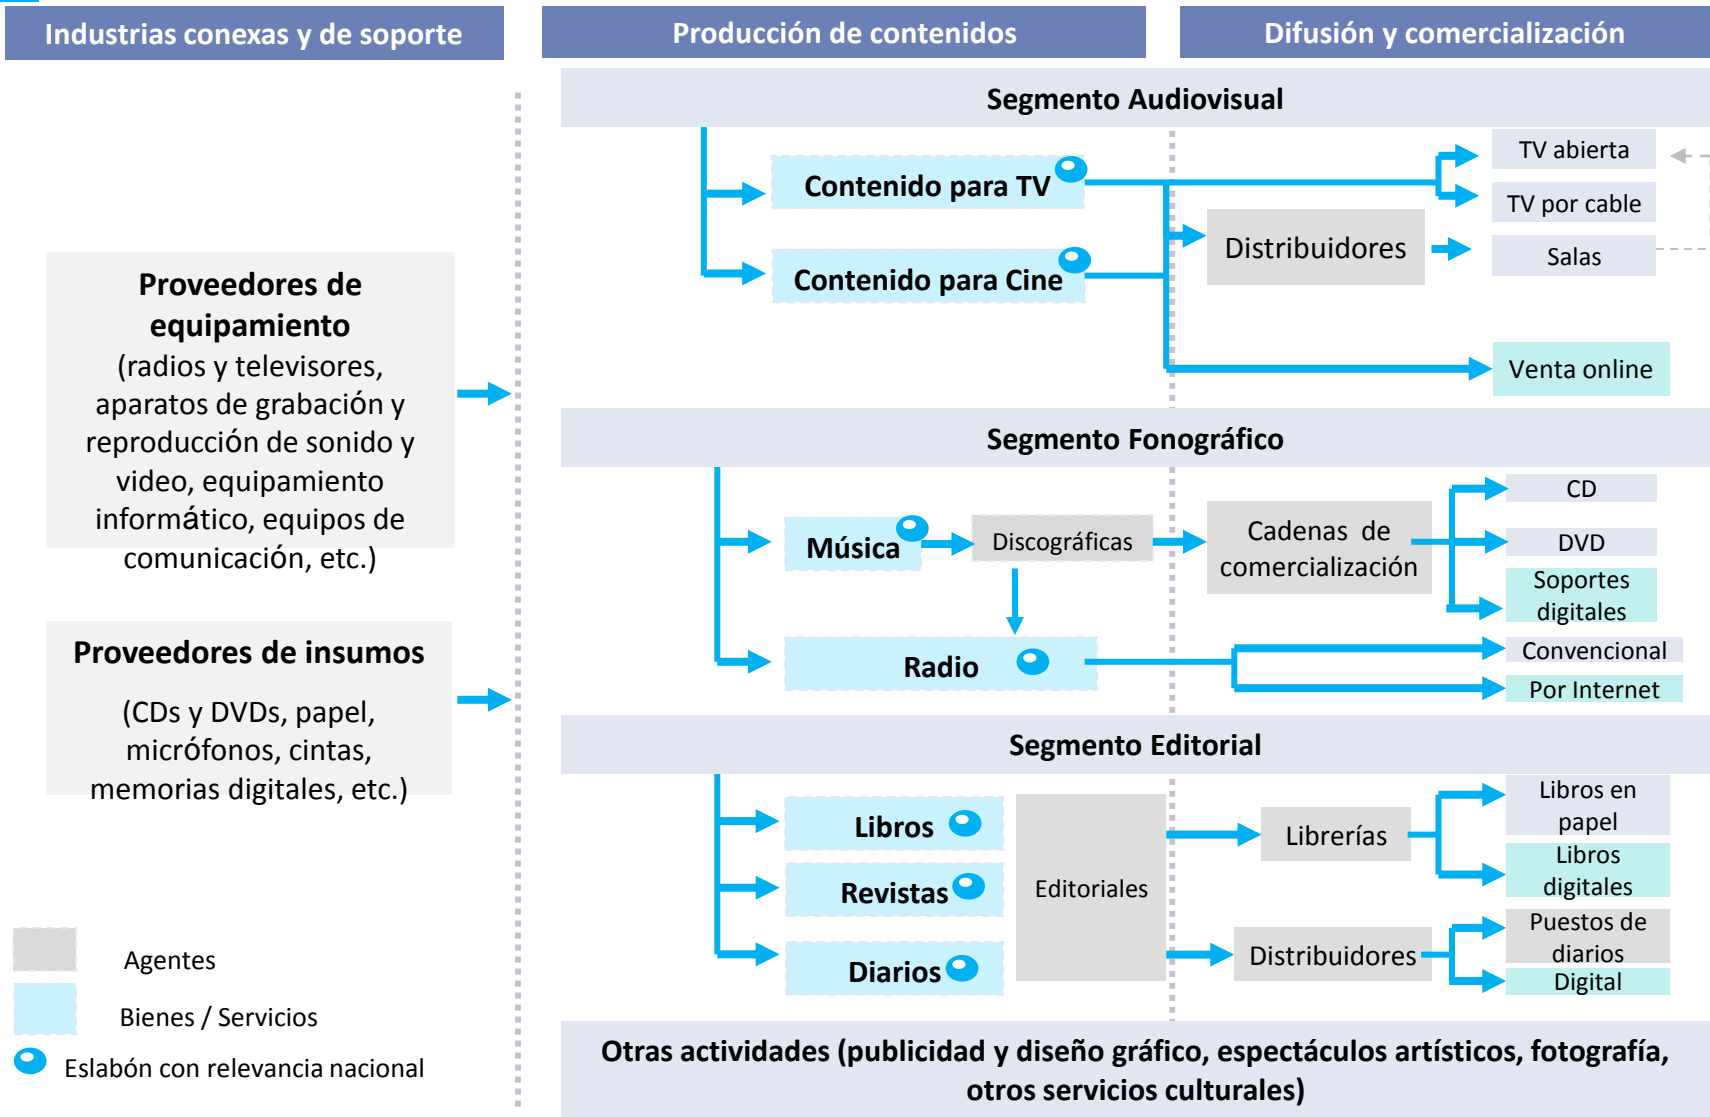 Industrias conexas y de soporte
Producción de contenidos
Difusión y comercialización
Proveedores de
equipamiento
(radios y televisores,
aparatos de grabación y
reproducción de sonido y
video, equipamiento
informático, equipos de
comunicación, etc.)
Proveedores de insumos
(CDs y DVDs, papel,
micrófonos, cintas,
memorias digitales, etc.)
Agentes
Bienes / Servicios
Eslabón con relevancia nacional
Segmento Audiovisual
Contenido para TV
Contenido para Cine
Distribuidores
TV abierta
TV por cable
Salas
Venta online
Segmento Fonográfico
Música
Discográficas
Cadenas de
comercialización
CD
DVD
Soportes
digitales
Radio
Convencional
Por Internet
Segmento Editorial
Libros
Revistas
Diarios
Editoriales
Librerías
Libros en
papel
Libros
digitales
Distribuidores
Puestos de
diarios
Digital
Otras actividades (publicidad y diseño gráfico, espectáculos artísticos, fotografía,
otros servicios culturales)